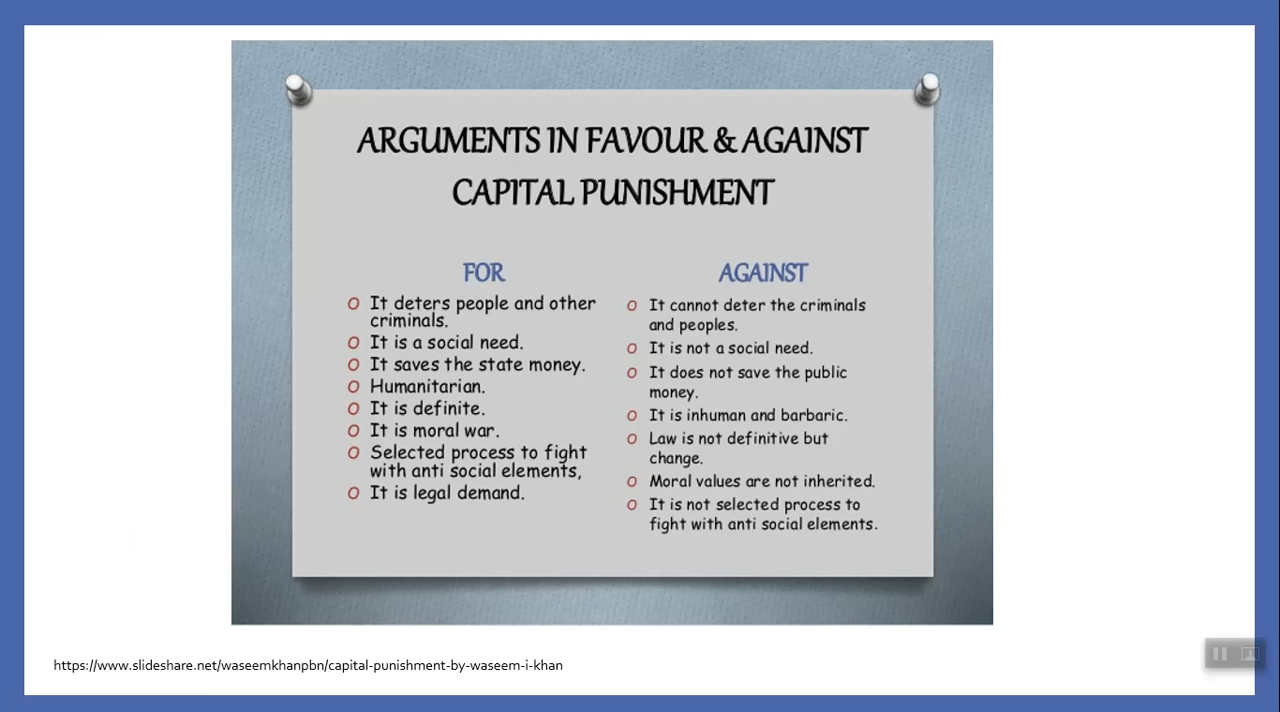 ARGUMENTS IN FAVOUR & AGAINST
CAPITAL PUNISHMENT
FOR
o It deters people and other
criminals.
o It is a social need.
o It saves the state money.
o Humanitarian.
o It is definite.
o It is moral war.
o Selected process to fight
with anti social elements,
o It is legal demand.
AGAINST
o It cannot deter the criminals
and peoples.
o It is not a social need.
o It does not save the public
money.
o It is inhuman and barbaric.
o Law is not definitive but
change.
o Moral values are not inherited.
o It is not selected process to
fight with anti social elements.
https://www.slideshare.net/waseemkhanpbn/capital-punishment-by-waseem-i-khan